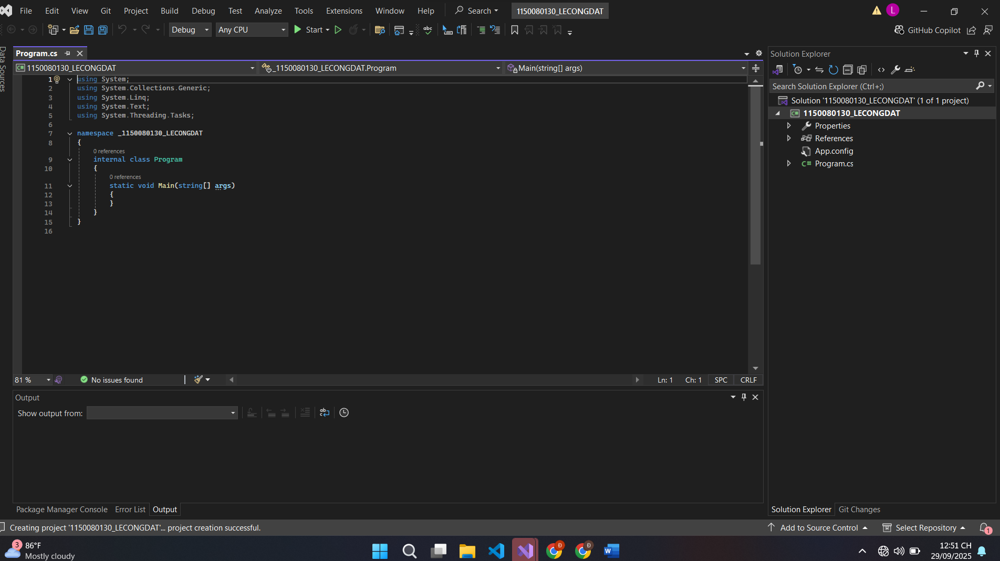 File Edit View Git Project Build Debug Test Analyze Tools Extensions Window Help Search 1150080130_LECONGDAT L
Debug Any CPU Start GitHub Copilot
Data Sources
Program.cs
1150080130_LECONGDAT _1150080130_LECONGDAT.Program Main(string[] args)
1 using System;
2 using System.Collections.Generic;
3 using System.Linq;
4 using System.Text;
5 using System.Threading.Tasks;
6
7 namespace _1150080130_LECONGDAT
8 {
0 references
9 internal class Program
10 {
0 references
11 static void Main(string[] args)
12 {
13 }
14 }
15 }
16
81 % No issues found Ln: 1 Ch: 1 SPC CRLF
Output
Show output from:
Package Manager Console Error List Output
Solution Explorer
Search Solution Explorer (Ctrl+;)
Solution '1150080130_LECONGDAT' (1 of 1 project)
C# 1150080130_LECONGDAT
Properties
References
App.config
C# Program.cs
Solution Explorer Git Changes
Creating project '1150080130_LECONGDAT'... project creation successful. Add to Source Control Select Repository 1
3 86°F
Mostly cloudy
Đ Đ W
12:51 CH
29/09/2025